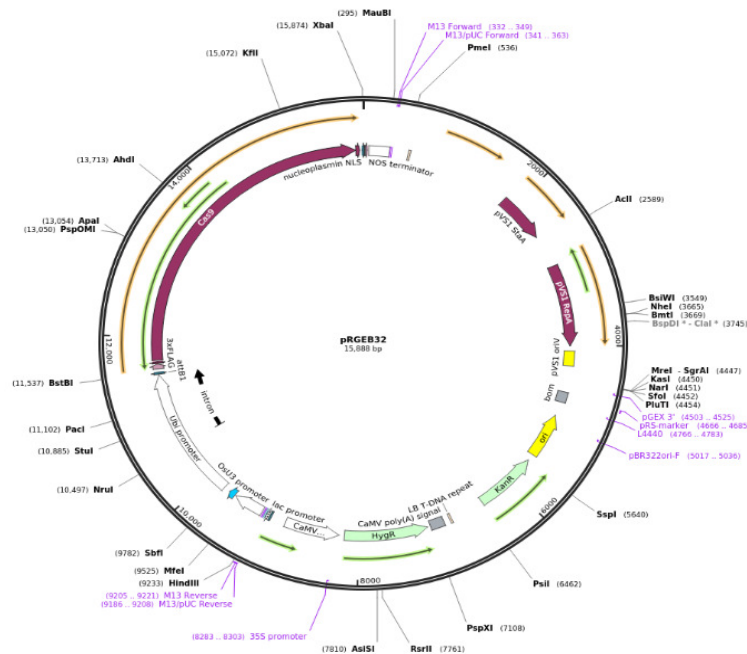 (295) MauBI
(15,874) XbaI
M13 Forward (332 .. 349)
M13/pUC Forward (341 .. 363)
(15,072) KflI
PmeI (536)
(13,713) AhdI
14,000
nucleoplasmin NLS
NOS terminator
2000
Cas9
AclI (2589)
(13,054) ApaI
(13,050) PspOMI
pVS1 StaA
pVS1 RepA
BsiWI (3549)
NheI (3665)
BmtI (3669)
BspDI * - ClaI * (3745)
pRGEB32
15,888 bp
12,000
4000
3xFLAG
attB1
pVS1 oriV
MreI - SgrAI (4447)
KasI (4450)
NarI (4451)
SfoI (4452)
PluTI (4454)
(11,537) BstBI
intron
bom
pGEX 3' (4503 .. 4525)
pRS-marker (4666 .. 4685)
L4440 (4766 .. 4783)
(11,102) PacI
Ubi promoter
ori
pBR322ori-F (5017 .. 5036)
(10,885) StuI
(10,497) NruI
OsU3 promoter
lac promoter
LB T-DNA repeat
CaMV poly(A) signal
KanR
10,000
CaMV...
HygR
6000
SspI (5640)
(9782) SbfI
(9525) MfeI
(9233) HindIII
(9205 .. 9221) M13 Reverse
(9186 .. 9208) M13/pUC Reverse
8000
PsiI (6462)
PspXI (7108)
(8283 .. 8303) 35S promoter
(7810) AsiSI
RsrII (7761)